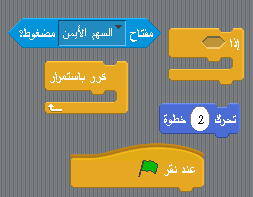 مفتاح السهم الأيمن مضغوط؟
إذا
كرر باستمرار
تحرك 2 خطوة
عند نقر